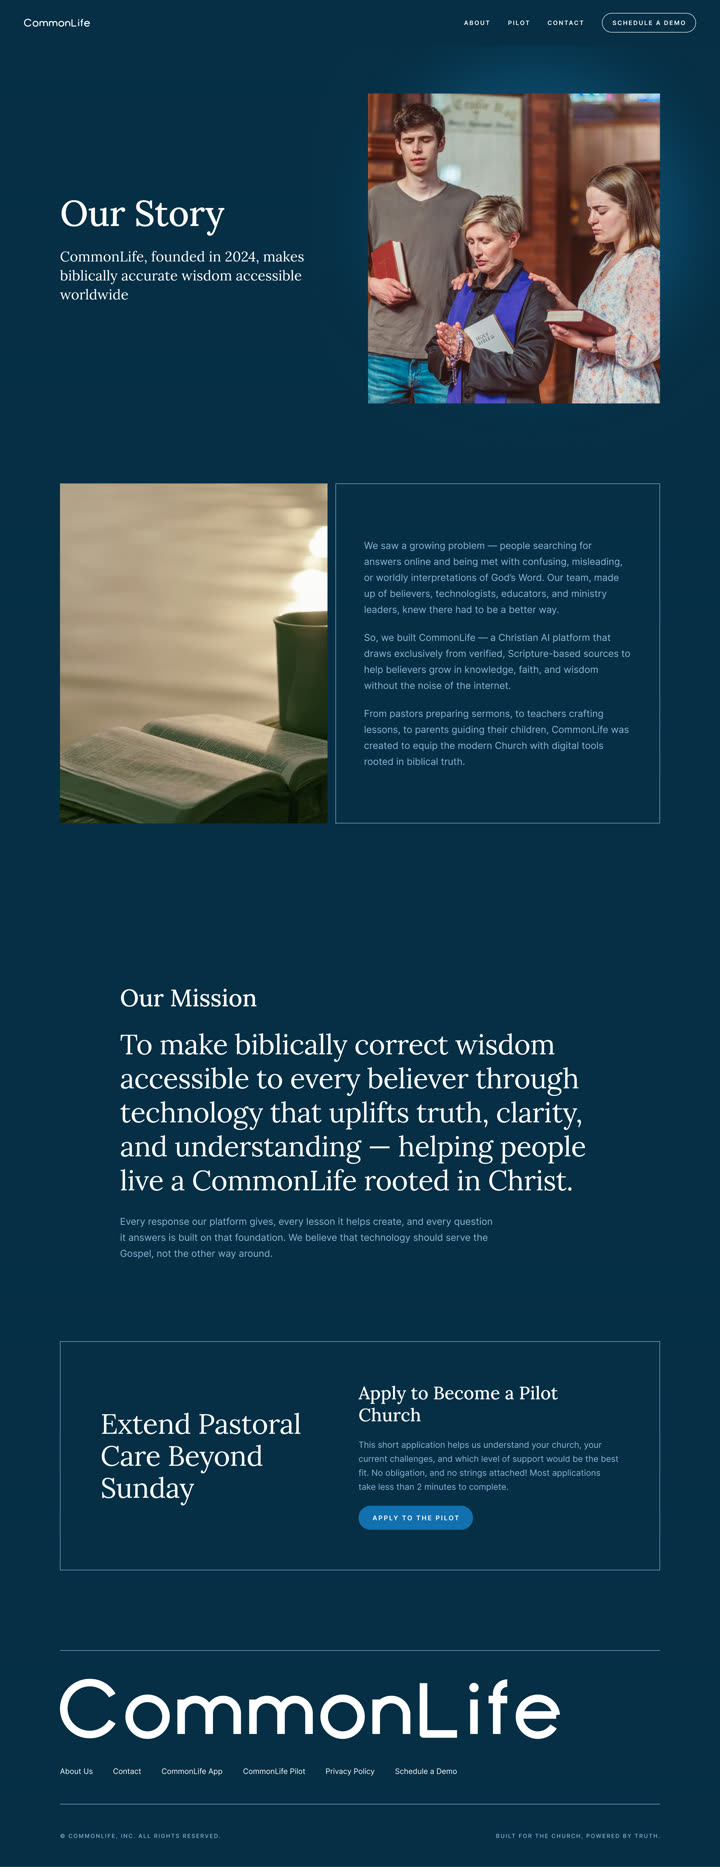 CommonLife
ABOUT
PILOT
CONTACT
SCHEDULE A DEMO
Our Story
CommonLife, founded in 2024, makes
biblically accurate wisdom accessible
worldwide
HOLY
BIBLE
We saw a growing problem — people searching for
answers online and being met with confusing, misleading,
or worldly interpretations of God's Word. Our team, made
up of believers, technologists, educators, and ministry
leaders, knew there had to be a better way.
So, we built CommonLife — a Christian AI platform that
draws exclusively from verified, Scripture-based sources to
help believers grow in knowledge, faith, and wisdom
without the noise of the internet.
From pastors preparing sermons, to teachers crafting
lessons, to parents guiding their children, CommonLife was
created to equip the modern Church with digital tools
rooted in biblical truth.
Our Mission
To make biblically correct wisdom
accessible to every believer through
technology that uplifts truth, clarity,
and understanding — helping people
live a CommonLife rooted in Christ.
Every response our platform gives, every lesson it helps create, and every question
it answers is built on that foundation. We believe that technology should serve the
Gospel, not the other way around.
Extend Pastoral
Care Beyond
Sunday
Apply to Become a Pilot
Church
This short application helps us understand your church, your
current challenges, and which level of support would be the best
fit. No obligation, and no strings attached! Most applications
take less than 2 minutes to complete.
APPLY TO THE PILOT
CommonLife
About Us
Contact
CommonLife App
CommonLife Pilot
Privacy Policy
Schedule a Demo
© COMMONLIFE, INC. ALL RIGHTS RESERVED.
BUILT FOR THE CHURCH, POWERED BY TRUTH.